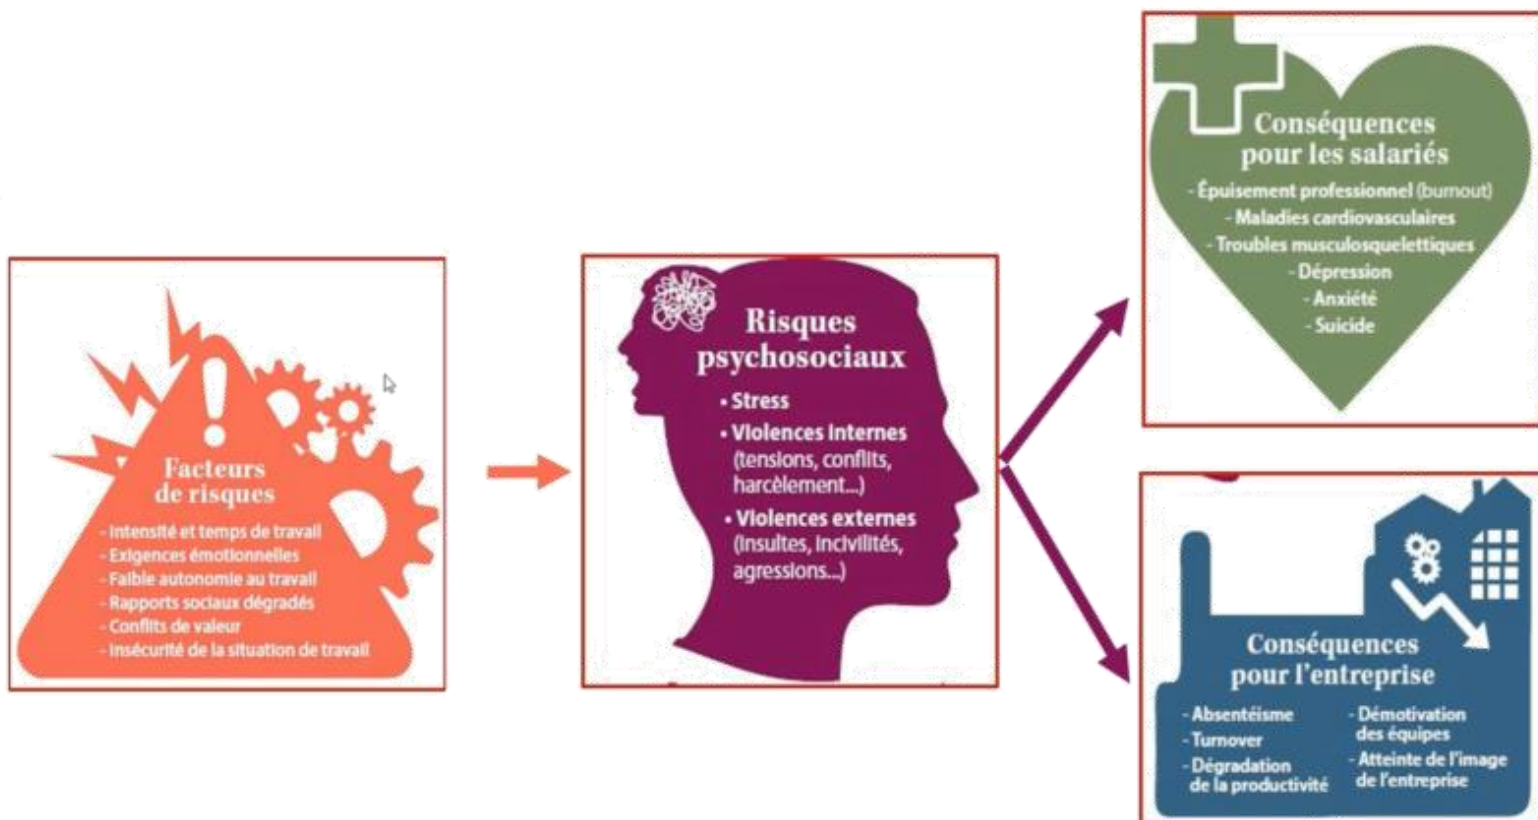 Facteurs
de risques
- Intensité et temps de travail
- Exigences émotionnelles
- Faible autonomie au travail
- Rapports sociaux dégradés
- Conflits de valeur
- Insécurité de la situation de travail
Risques
psychosociaux
• Stress
• Violences internes
(tensions, conflits,
harcèlement...)
• Violences externes
(insultes, incivilités,
agressions...)
Conséquences
pour les salariés
- Épuisement professionnel (burnout)
- Maladies cardiovasculaires
- Troubles musculosquelettiques
- Dépression
- Anxiété
- Suicide
Conséquences
pour l'entreprise
- Absentéisme
- Turnover
- Dégradation
de la productivité
- Démotivation
des équipes
- Atteinte de l'image
de l'entreprise